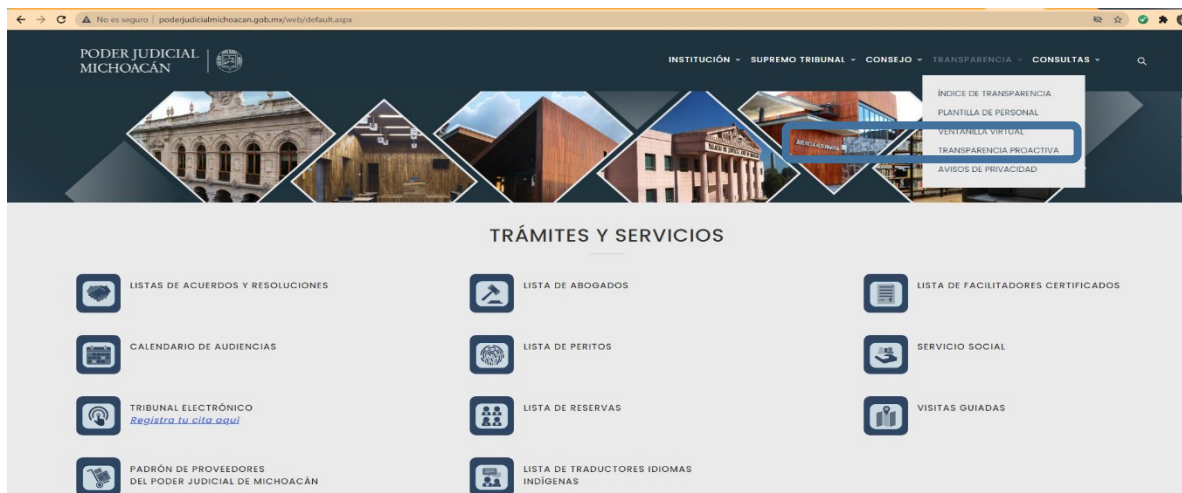 No es seguro | poderjudicialmichoacan.gob.mx/web/default.aspx
PODER JUDICIAL
MICHOACÁN
INSTITUCIÓN SUPREMO TRIBUNAL CONSEJO TRANSPARENCIA CONSULTAS
ÍNDICE DE TRANSPARENCIA
PLANTILLA DE PERSONAL
VENTANILLA VIRTUAL
TRANSPARENCIA PROACTIVA
AVISOS DE PRIVACIDAD
TRÁMITES Y SERVICIOS
LISTAS DE ACUERDOS Y RESOLUCIONES
LISTA DE ABOGADOS
LISTA DE FACILITADORES CERTIFICADOS
CALENDARIO DE AUDIENCIAS
LISTA DE PERITOS
SERVICIO SOCIAL
TRIBUNAL ELECTRÓNICO
Registra tu cita aquí
LISTA DE RESERVAS
VISITAS GUIADAS
PADRÓN DE PROVEEDORES
DEL PODER JUDICIAL DE MICHOACÁN
LISTA DE TRADUCTORES IDIOMAS
INDÍGENAS